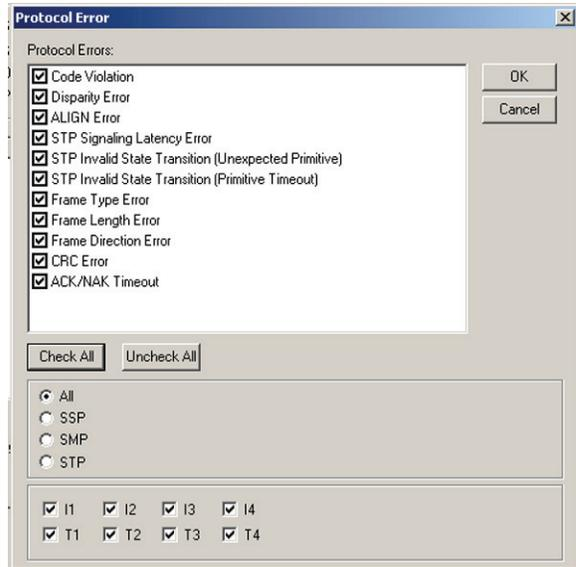 Protocol Error
Protocol Errors:
Code Violation
Disparity Error
ALIGN Error
STP Signaling Latency Error
STP Invalid State Transition (Unexpected Primitive)
STP Invalid State Transition (Primitive Timeout)
Frame Type Error
Frame Length Error
Frame Direction Error
CRC Error
ACK/NAK Timeout
OK
Cancel
Check All Uncheck All
All
SSP
SMP
STP
I1 I2 I3 I4
T1 T2 T3 T4